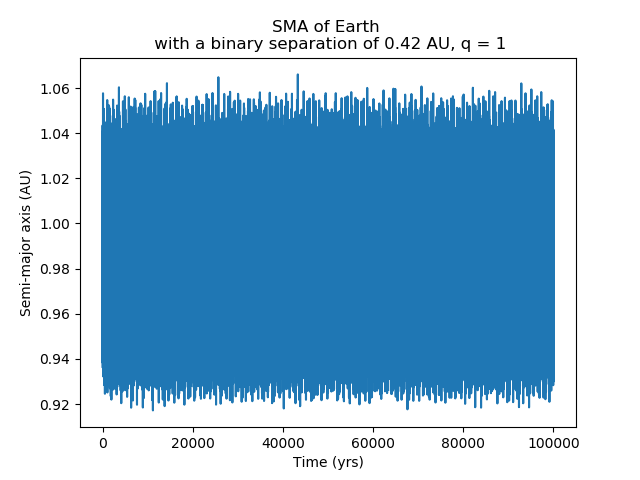 SMA of Earth
with a binary separation of 0.42 AU, q = 1
1.06
1.04
1.02
1.00
0.98
0.96
0.94
0.92
Semi-major axis (AU)
0 20000 40000 60000 80000 100000
Time (yrs)